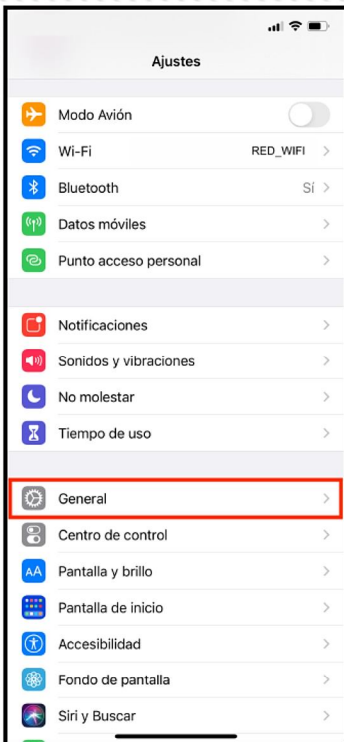 Ajustes
Modo Avión
Wi-Fi RED_WIFI
Bluetooth Sí
Datos móviles
Punto acceso personal
Notificaciones
Sonidos y vibraciones
No molestar
Tiempo de uso
General
Centro de control
AA Pantalla y brillo
Pantalla de inicio
Accesibilidad
Fondo de pantalla
Siri y Buscar